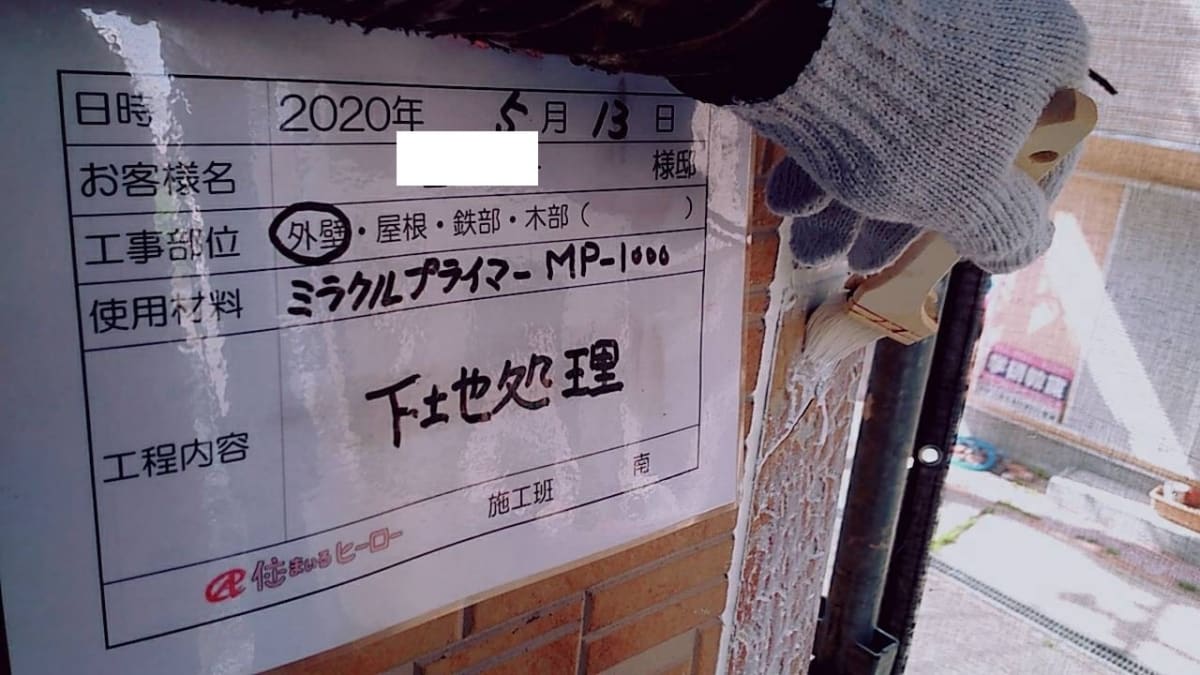 日時 2020年 5月 13日
お客様名 様邸
工事部位 外壁・屋根・鉄部・木部（ ）
使用材料 ミラクルプライマー MP-1000
工程内容 下地処理
施工班 南
住まいるヒーロー